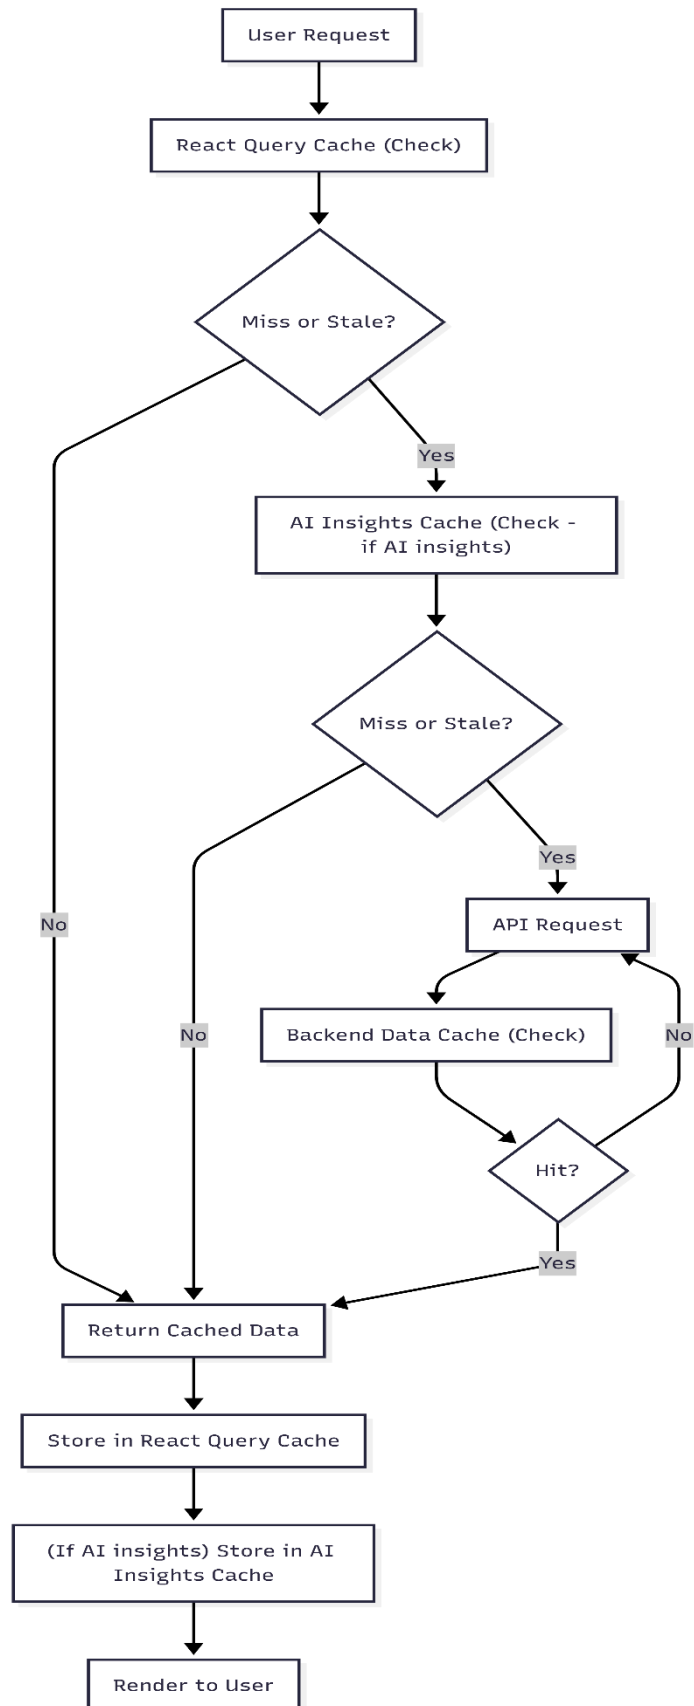 User Request
React Query Cache (Check)
Miss or Stale?
Yes
AI Insights Cache (Check -
if AI insights)
Miss or Stale?
Yes
No
API Request
No
Backend Data Cache (Check)
No
Hit?
Yes
Return Cached Data
Store in React Query Cache
(If AI insights) Store in AI
Insights Cache
Render to User